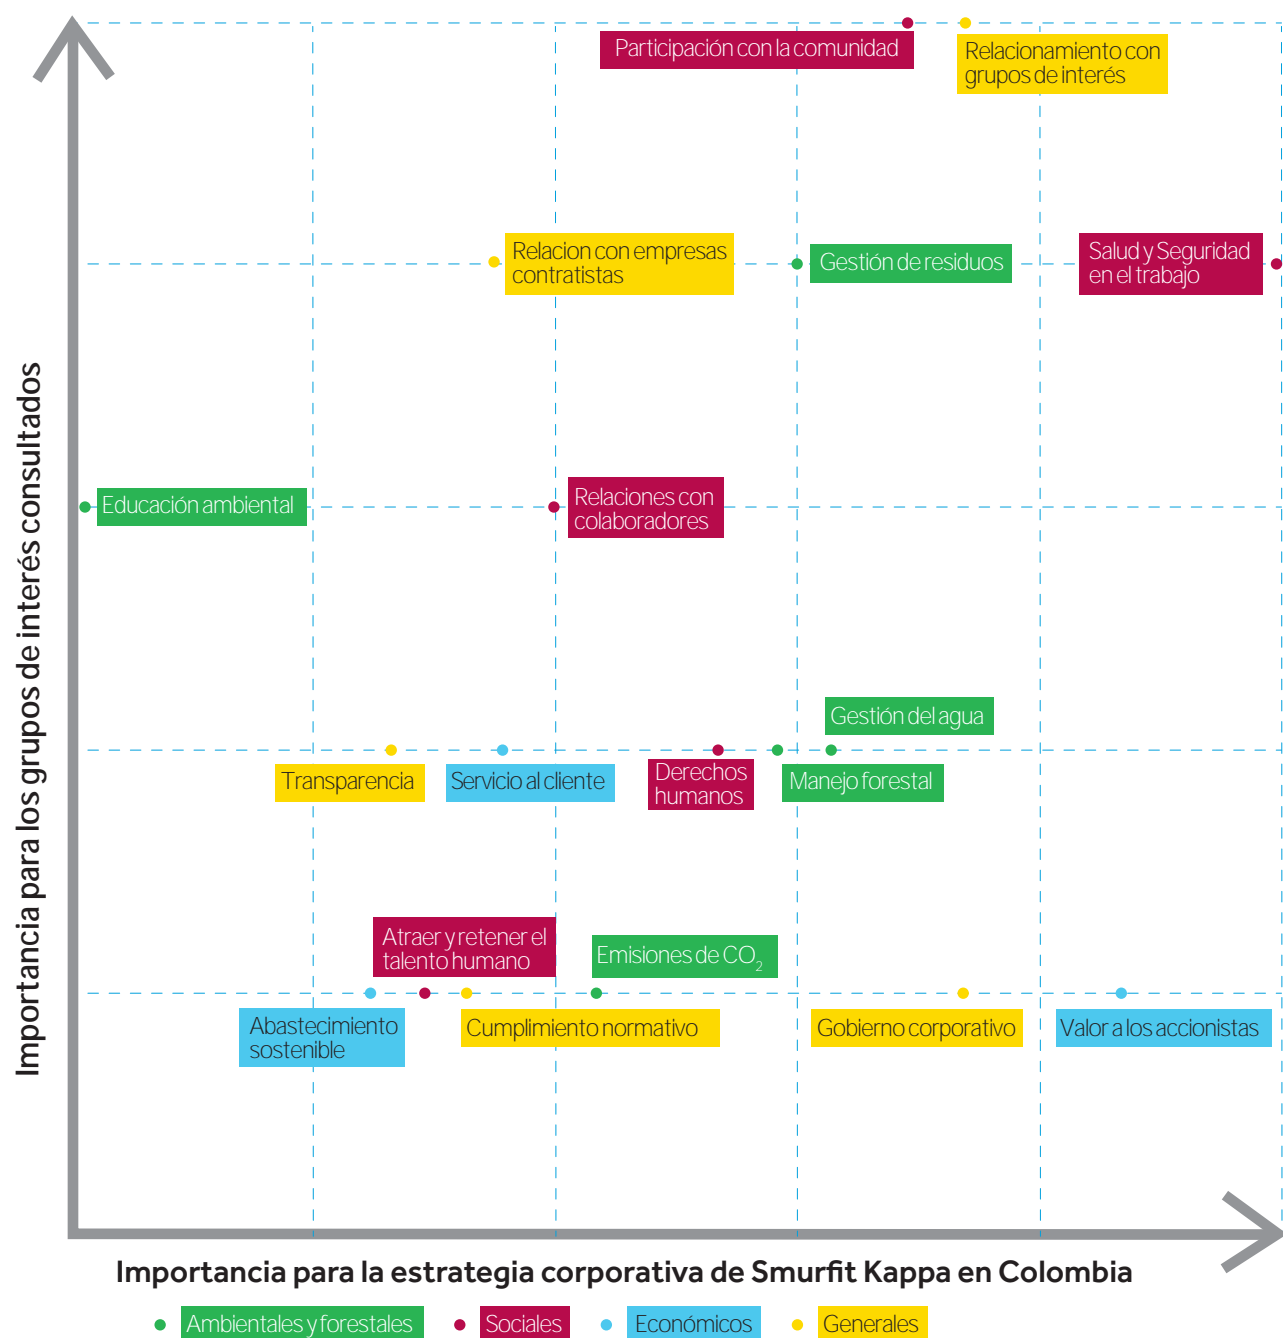 Participación con la comunidad
Relacionamiento con
grupos de interés
Relacion con empresas
contratistas
Gestión de residuos
Salud y Seguridad
en el trabajo
Educación ambiental
Relaciones con
colaboradores
Gestión del agua
Transparencia
Servicio al cliente
Derechos
humanos
Manejo forestal
Atraer y retener el
talento humano
Emisiones de CO₂
Abastecimiento
sostenible
Cumplimiento normativo
Gobierno corporativo
Valor a los accionistas
Importancia para los grupos de interés consultados
Importancia para la estrategia corporativa de Smurfit Kappa en Colombia
Ambientales y forestales
Sociales
Económicos
Generales